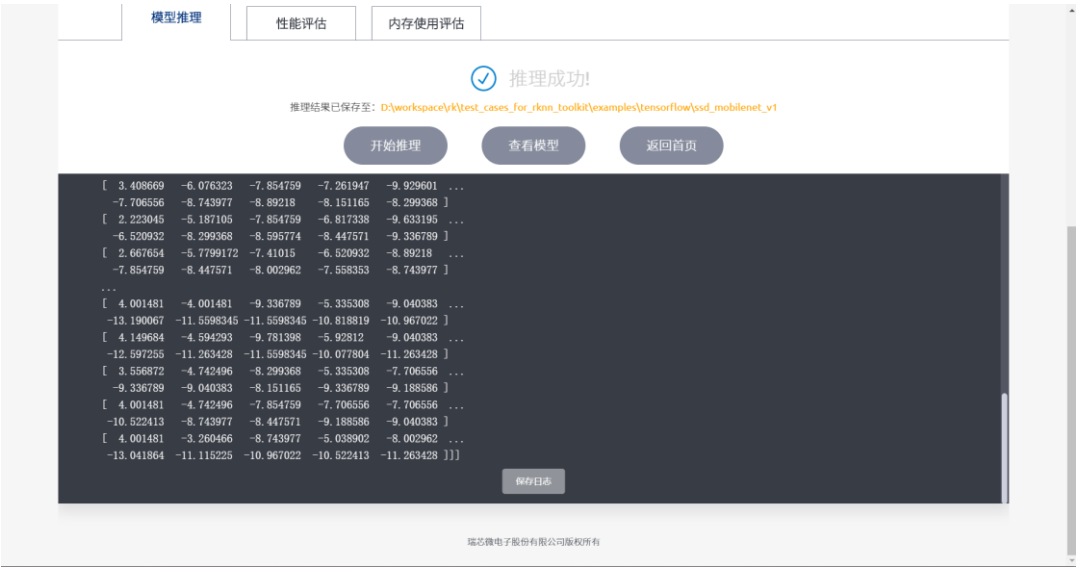 模型推理 性能评估 内存使用评估
推理成功!
推理结果已保存至: D:\workspace\rk\test_cases_for_rknn_toolkit\examples\tensorflow\ssd_mobilenet_v1
开始推理 查看模型 返回首页
[ 3.408669 -6.076323 -7.854759 -7.261947 -9.929601 ...
-7.706556 -8.743977 -8.89218 -8.151165 -8.299368 ]
[ 2.223045 -5.187105 -7.854759 -6.817338 -9.633195 ...
-6.520932 -8.299368 -8.595774 -8.447571 -9.336789 ]
[ 2.667654 -5.7799172 -7.41015 -6.520932 -8.89218 ...
-7.854759 -8.447571 -8.002962 -7.558353 -8.743977 ]
...
[ 4.001481 -4.001481 -9.336789 -5.335308 -9.040383 ...
-13.190067 -11.5598345 -11.5598345 -10.818819 -10.967022 ]
[ 4.149684 -4.594293 -9.781398 -5.92812 -9.040383 ...
-12.597255 -11.263428 -11.5598345 -10.077804 -11.263428 ]
[ 3.556872 -4.742496 -8.299368 -5.335308 -7.706556 ...
-9.336789 -9.040383 -8.151165 -9.336789 -9.188586 ]
[ 4.001481 -4.742496 -7.854759 -7.706556 -7.706556 ...
-10.522413 -8.743977 -8.447571 -9.188586 -9.040383 ]
[ 4.001481 -3.260466 -8.743977 -5.038902 -8.002962 ...
-13.041864 -11.115225 -10.967022 -10.522413 -11.263428 ]]]
保存日志
瑞芯微电子股份有限公司版权所有